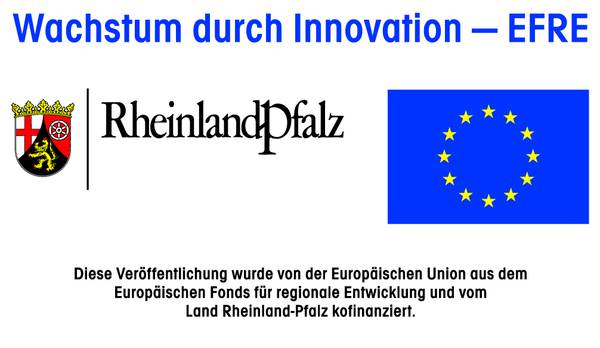 Wachstum durch Innovation – EFRE
RheinlandPfalz
Diese Veröffentlichung wurde von der Europäischen Union aus dem
Europäischen Fonds für regionale Entwicklung und vom
Land Rheinland-Pfalz kofinanziert.